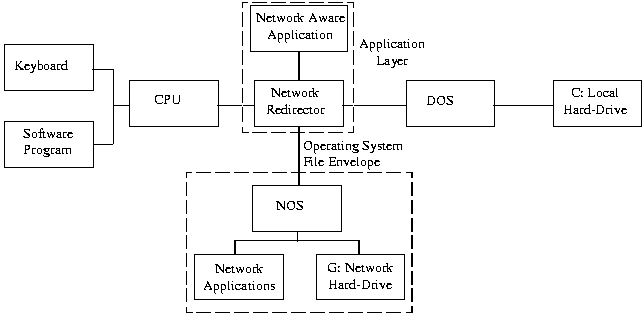 Network Aware
Application
Application
Layer
Keyboard
CPU
Network
Redirector
DOS
C: Local
Hard-Drive
Software
Program
Operating System
File Envelope
NOS
Network
Applications
G: Network
Hard-Drive